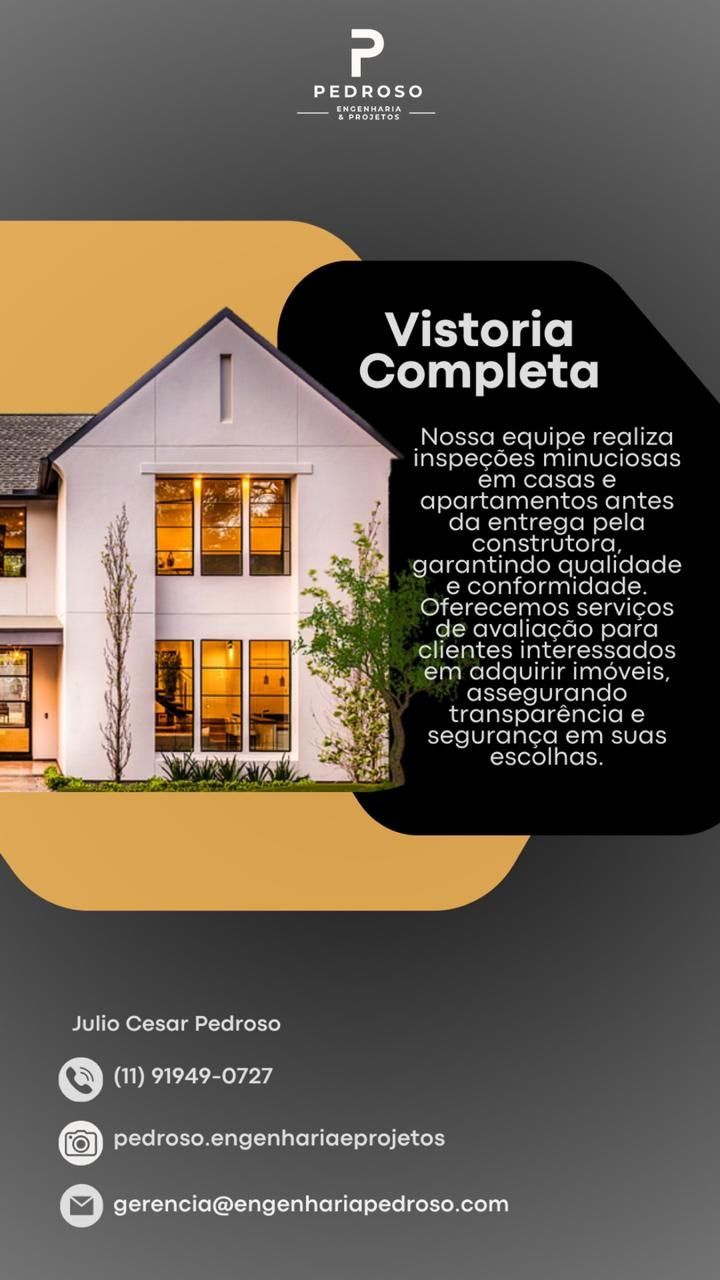 P
PEDROSO
ENGENHARIA
& PROJETOS
Vistoria
Completa
Nossa equipe realiza
inspeções minuciosas
em casas e
apartamentos antes
da entrega pela
construtora,
garantindo qualidade
e conformidade.
Oferecemos serviços
de avaliação para
clientes interessados
em adquirir imóveis,
assegurando
transparência e
segurança em suas
escolhas.
Julio Cesar Pedroso
(11) 91949-0727
pedroso.engenhariaeprojetos
gerencia@engenhariapedroso.com